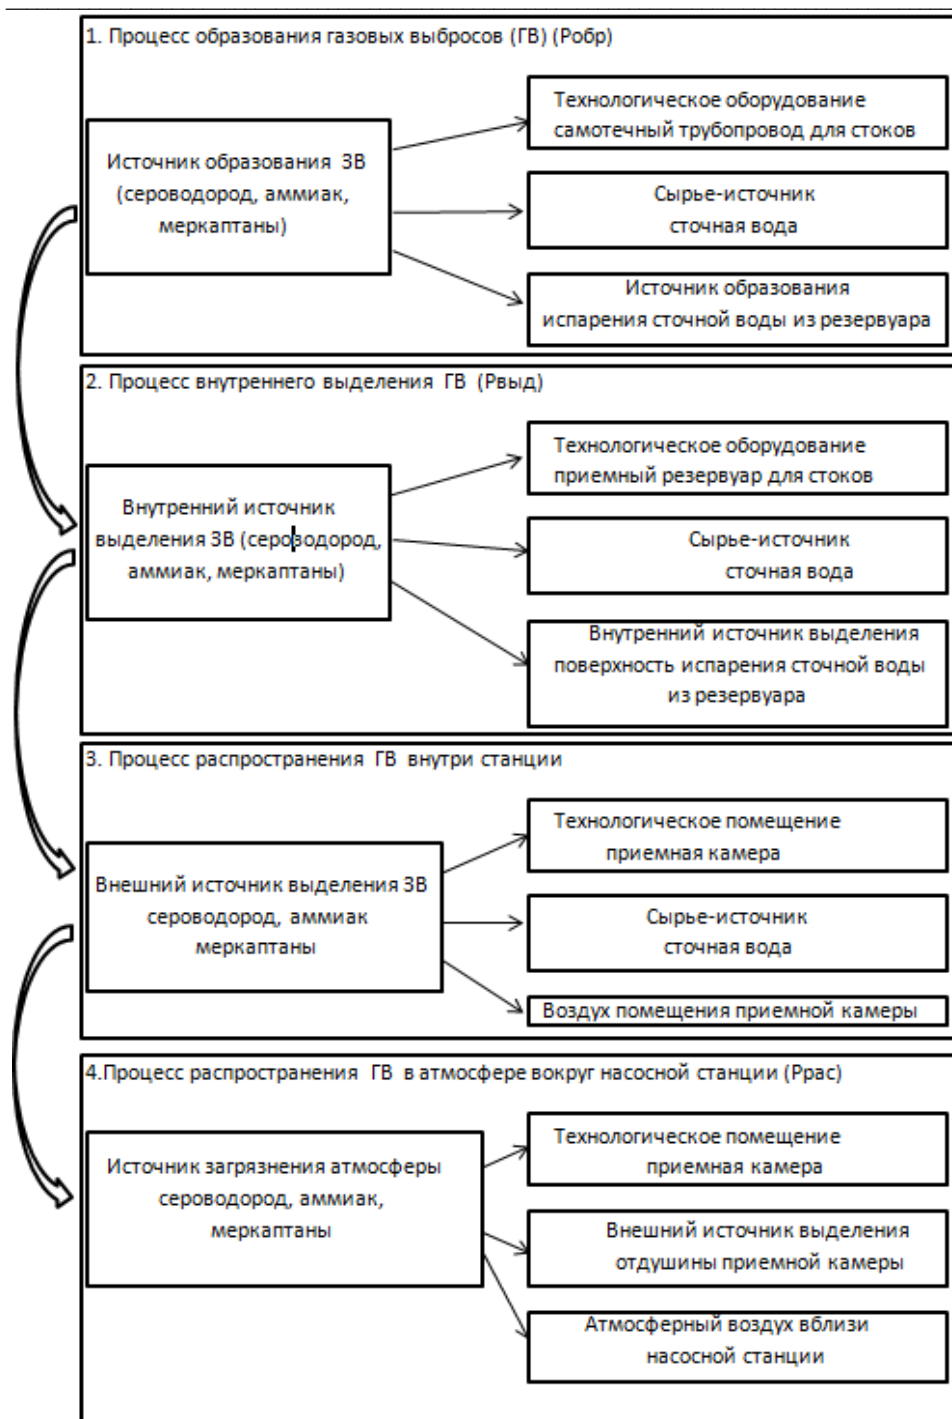 1. Процесс образования газовых выбросов (ГВ) (Робр)
Источник образования ЗВ
(сероводород, аммиак,
меркаптаны)
Технологическое оборудование
самотечный трубопровод для стоков
Сырье-источник
сточная вода
Источник образования
испарения сточной воды из резервуара
2. Процесс внутреннего выделения ГВ (Рвыд)
Внутренний источник
выделения ЗВ (сероводород,
аммиак, меркаптаны)
Технологическое оборудование
приемный резервуар для стоков
Сырье-источник
сточная вода
Внутренний источник выделения
поверхность испарения сточной воды
из резервуара
3. Процесс распространения ГВ внутри станции
Внешний источник выделения ЗВ
сероводород, аммиак
меркаптаны
Технологическое помещение
приемная камера
Сырье-источник
сточная вода
Воздух помещения приемной камеры
4.Процесс распространения ГВ в атмосфере вокруг насосной станции (Ррас)
Источник загрязнения атмосферы
сероводород, аммиак,
меркаптаны
Технологическое помещение
приемная камера
Внешний источник выделения
отдушины приемной камеры
Атмосферный воздух вблизи
насосной станции